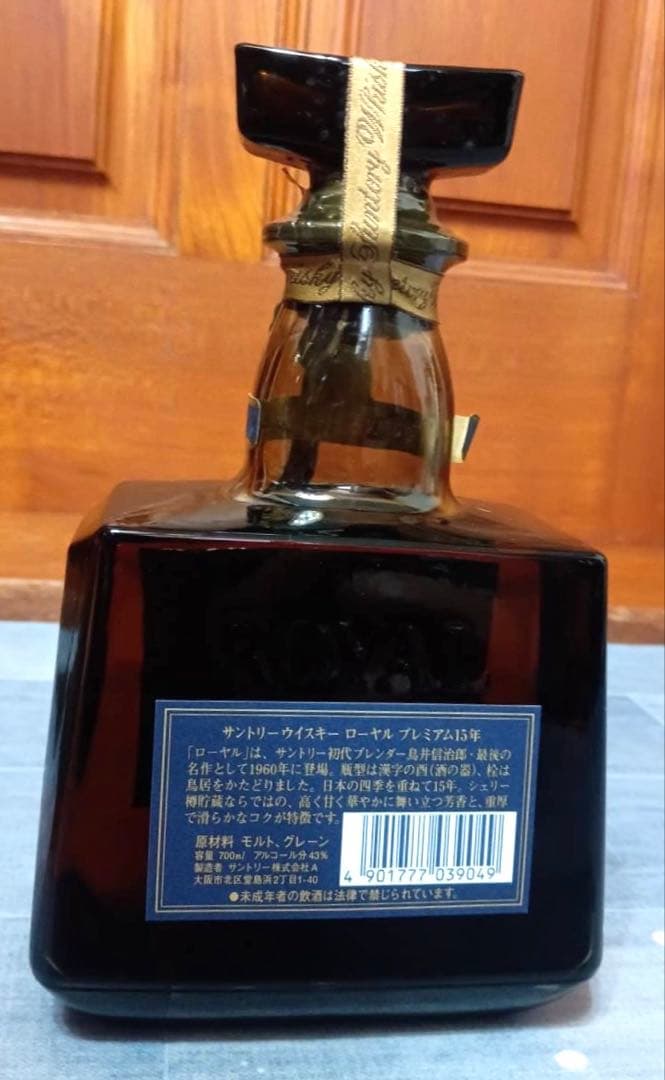 Suntory Whisk
ROYAL
サントリーウイスキー ローヤル プレミアム15年
「ローヤル」は、サントリー初代ブレンダー鳥井信治郎・最後の
名作として1960年に登場。瓶型は漢字の酉(酒の器)、栓は
鳥居をかたどりました。日本の四季を重ねて15年。シェリー
樽貯蔵ならではの、高く甘く華やかに舞い立つ芳香と、重厚
で滑らかなコクが特徴です。
原材料 モルト、グレーン
容量 700ml アルコール分43%
製造者 サントリー株式会社A
大阪市北区堂島浜2丁目1-40
4 901777 039049
●未成年者の飲酒は法律で禁じられています。